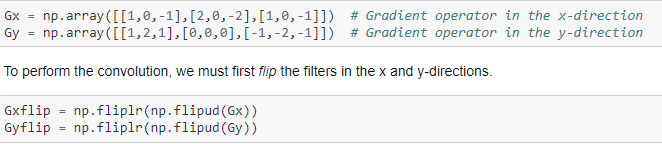 Gx = np.array([[1,0,-1],[2,0,-2],[1,0,-1]])  # Gradient operator in the x-direction
Gy = np.array([[1,2,1],[0,0,0],[-1,-2,-1]])  # Gradient operator in the y-direction
To perform the convolution, we must first flip the filters in the x and y-directions.
Gxflip = np.fliplr(np.flipud(Gx))
Gyflip = np.fliplr(np.flipud(Gy))